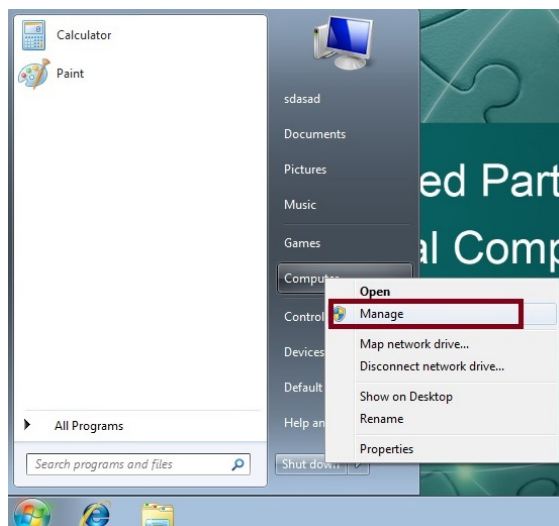 Calculator
Paint
All Programs
Search programs and files
sdasad
Documents
Pictures
Music
Games
Computer
Control
Devices
Default
Help an
Shut down
Open
Manage
Map network drive...
Disconnect network drive...
Show on Desktop
Rename
Properties
ed Part
al Comp